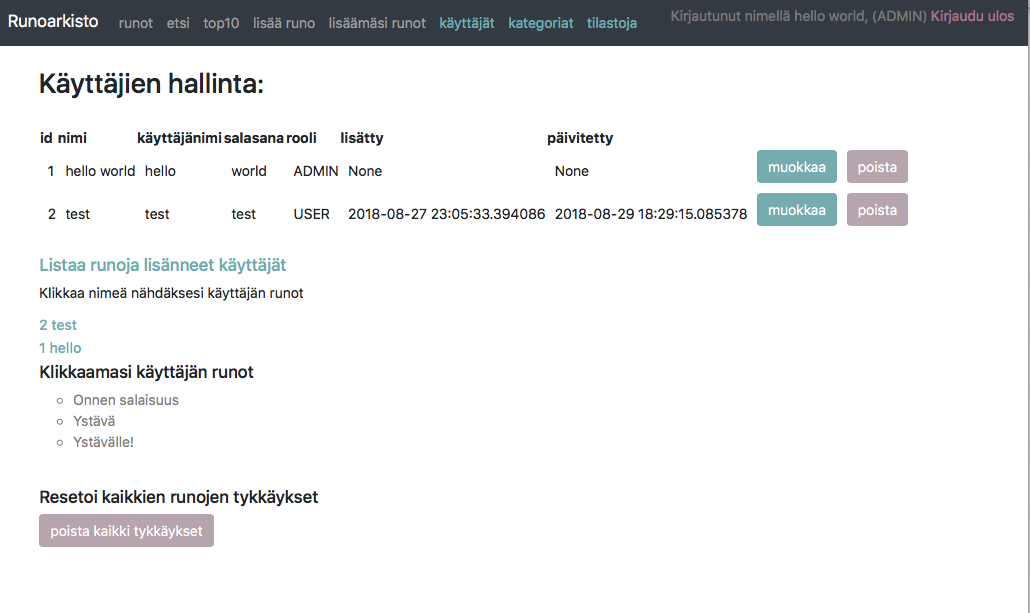 Runoarkisto runot etsi top10 lisää runo lisäämäsi runot käyttäjät kategoriat tilastoja Kirjautunut nimellä hello world, (ADMIN) Kirjaudu ulos
Käyttäjien hallinta:
id nimi käyttäjänimi salasana rooli lisätty päivitetty
1 hello world hello world ADMIN None None muokkaa poista
2 test test test USER 2018-08-27 23:05:33.394086 2018-08-29 18:29:15.085378 muokkaa poista
Listaa runoja lisänneet käyttäjät
Klikkaa nimeä nähdäksesi käyttäjän runot
2 test
1 hello
Klikkaamasi käyttäjän runot
Onnen salaisuus
Ystävä
Ystävälle!
Resetoi kaikkien runojen tykkäykset
poista kaikki tykkäykset